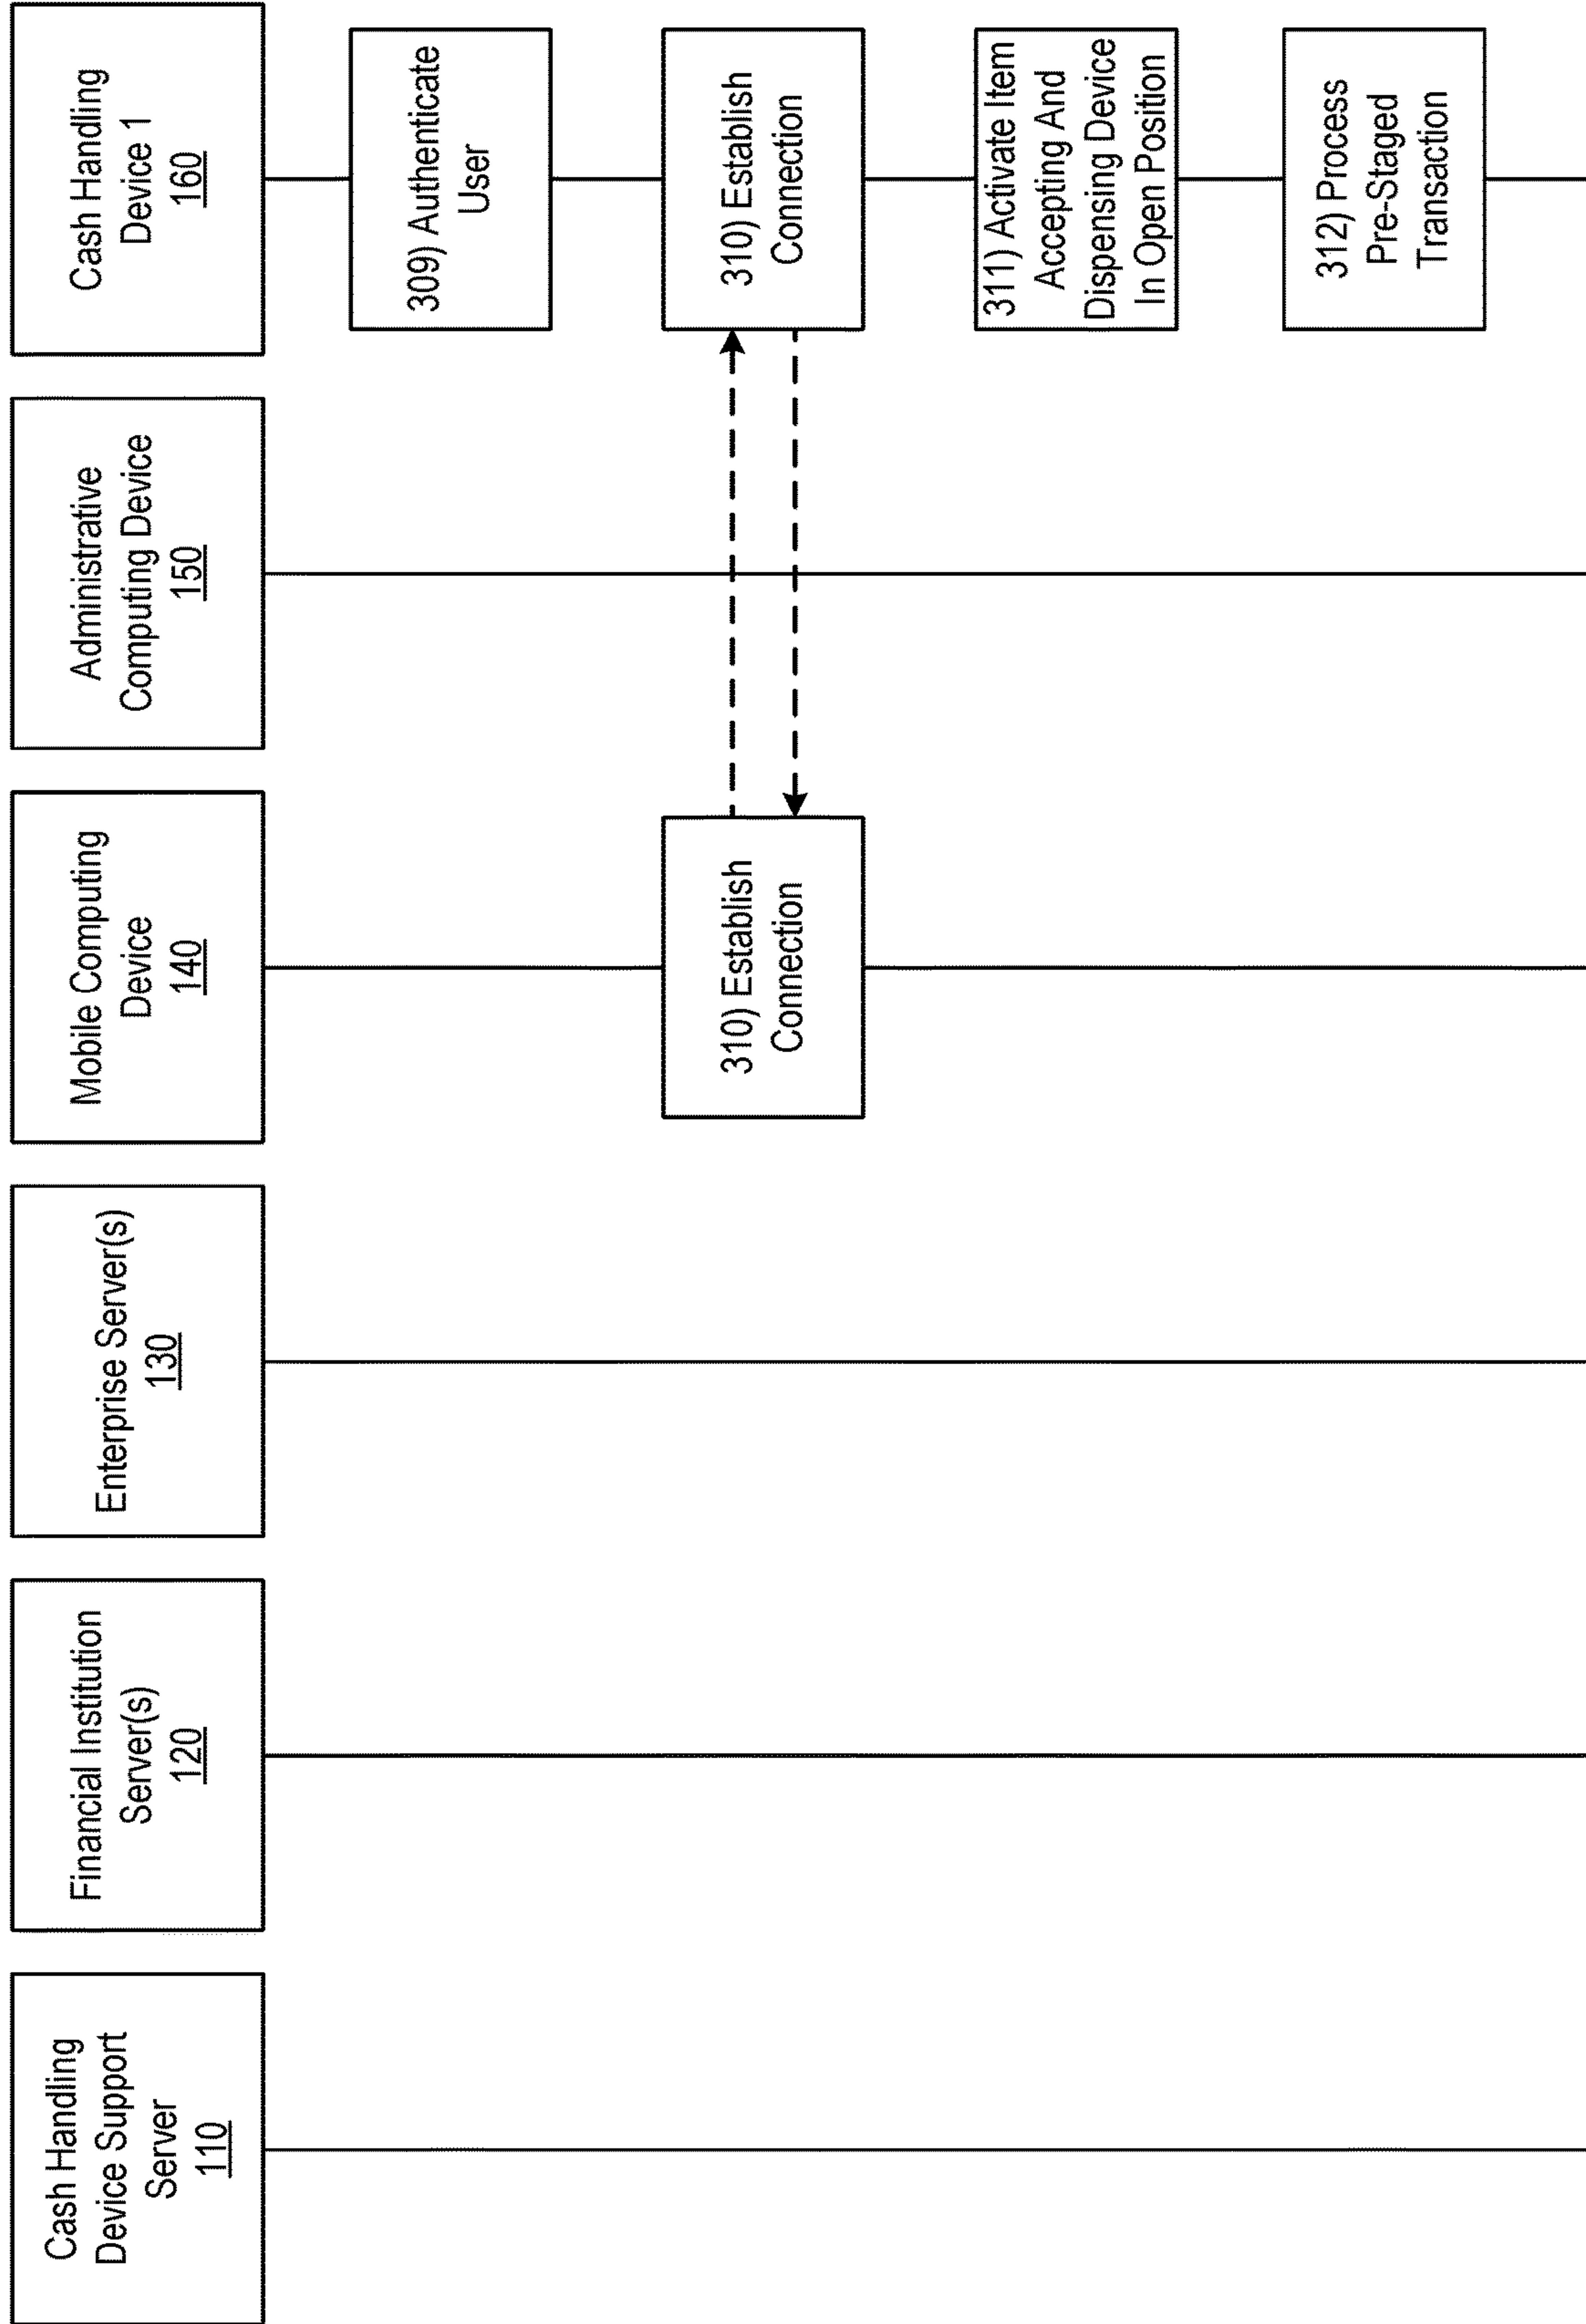 Cash Handling
Device Support
Server
110
Financial Institution
Server(s)
120
Enterprise Server(s)
130
Mobile Computing
Device
140
Administrative
Computing Device
150
Cash Handling
Device 1
160
309) Authenticate
User
310) Establish
Connection
310) Establish
Connection
311) Activate Item
Accepting And
Dispensing Device
In Open Position
312) Process
Pre-Staged
Transaction